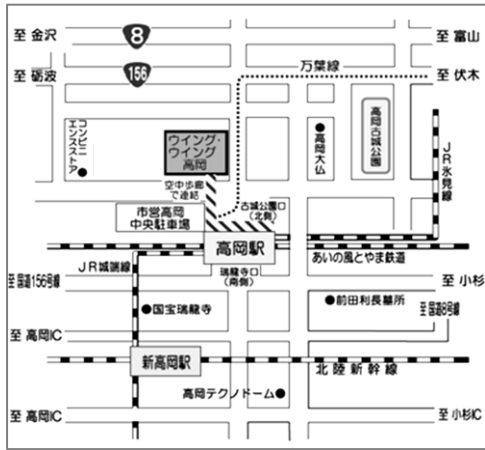 至 金沢
8
至 富山
至 砺波
156
万葉線
至 伏木
コンビニ
エンスストア
ウイング・
ウイング
高岡
高岡大仏
高岡古城公園
JR氷見線
空中歩廊
で連結
古城公園口
(北側)
市営高岡
中央駐車場
高岡駅
あいの風とやま鉄道
JR城端線
瑞龍寺口
(南側)
至 国道156号線
至 小杉
国宝瑞龍寺
前田利長墓所
至 国道8号線
至 高岡IC
新高岡駅
北陸新幹線
高岡テクノドーム
至 高岡IC
至 小杉IC